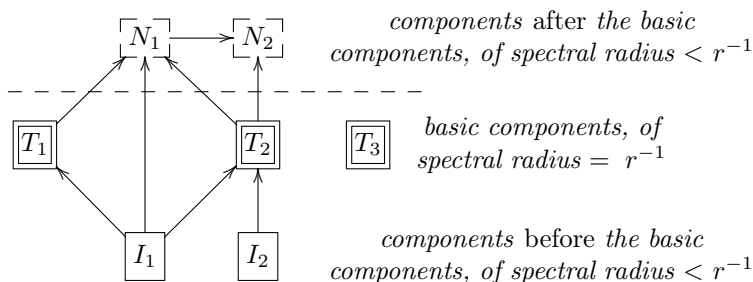 N₁ N₂ components after the basic
components, of spectral radius < r⁻¹
T₁ T₂ T₃ basic components, of
spectral radius = r⁻¹
I₁ I₂ components before the basic
components, of spectral radius < r⁻¹